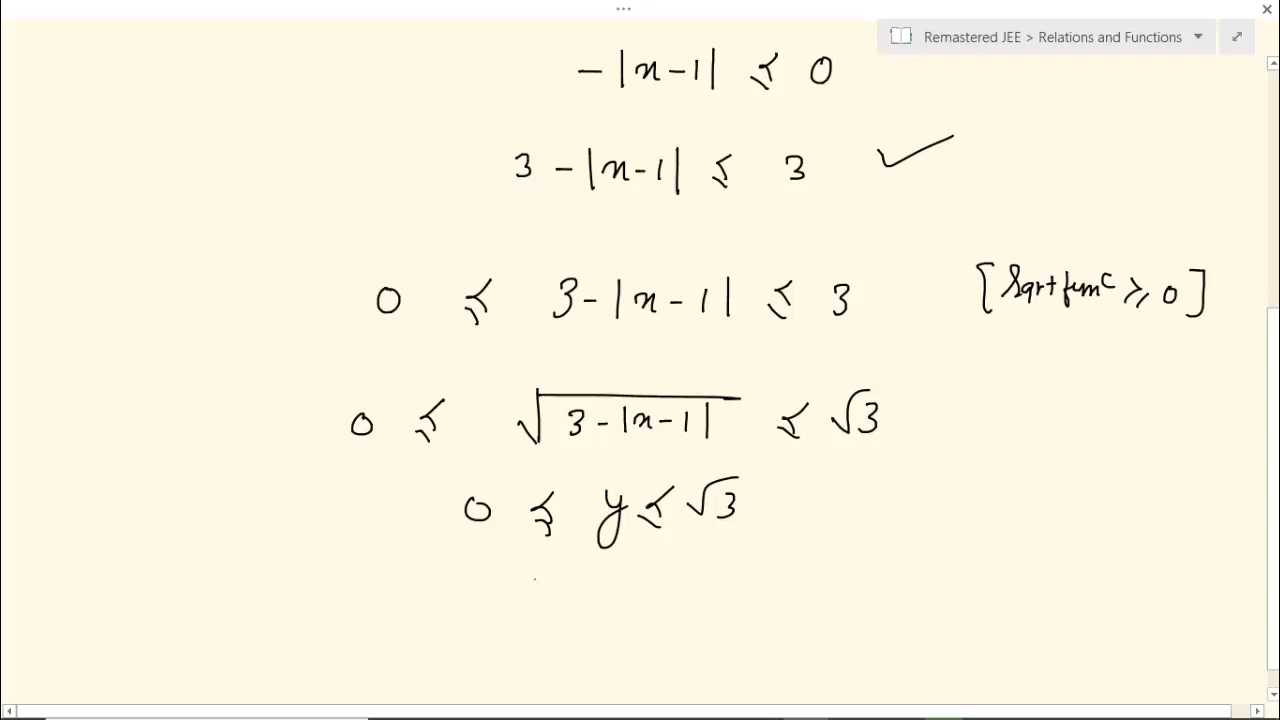 Remastered JEE > Relations and Functions
-|x-1| ≤ 0
3 -|x-1| ≤ 3 ✓
0 ≤ 3-|x-1| ≤ 3 [Sqrt funC ≥ 0]
0 ≤ √(3-|x-1|) ≤ √3
0 ≤ y ≤ √3